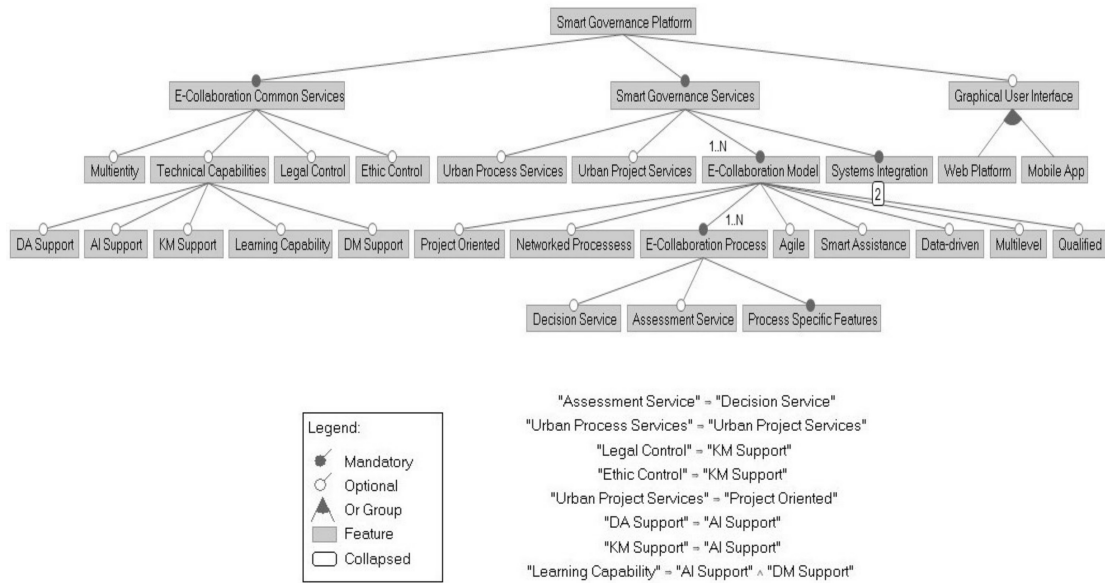 Smart Governance Platform
E-Collaboration Common Services Smart Governance Services Graphical User Interface
1..N
Multientity Technical Capabilities Legal Control Ethic Control Urban Process Services Urban Project Services E-Collaboration Model Systems Integration Web Platform Mobile App
2
1..N
DA Support AI Support KM Support Learning Capability DM Support Project Oriented Networked Processess E-Collaboration Process Agile Smart Assistance Data-driven Multilevel Qualified
Decision Service Assessment Service Process Specific Features
"Assessment Service" ⇒ "Decision Service"
"Urban Process Services" ⇒ "Urban Project Services"
"Legal Control" ⇒ "KM Support"
"Ethic Control" ⇒ "KM Support"
"Urban Project Services" ⇒ "Project Oriented"
"DA Support" ⇒ "AI Support"
"KM Support" ⇒ "AI Support"
"Learning Capability" ⇒ "AI Support" ∧ "DM Support"
Legend:
Mandatory
Optional
Or Group
Feature
Collapsed